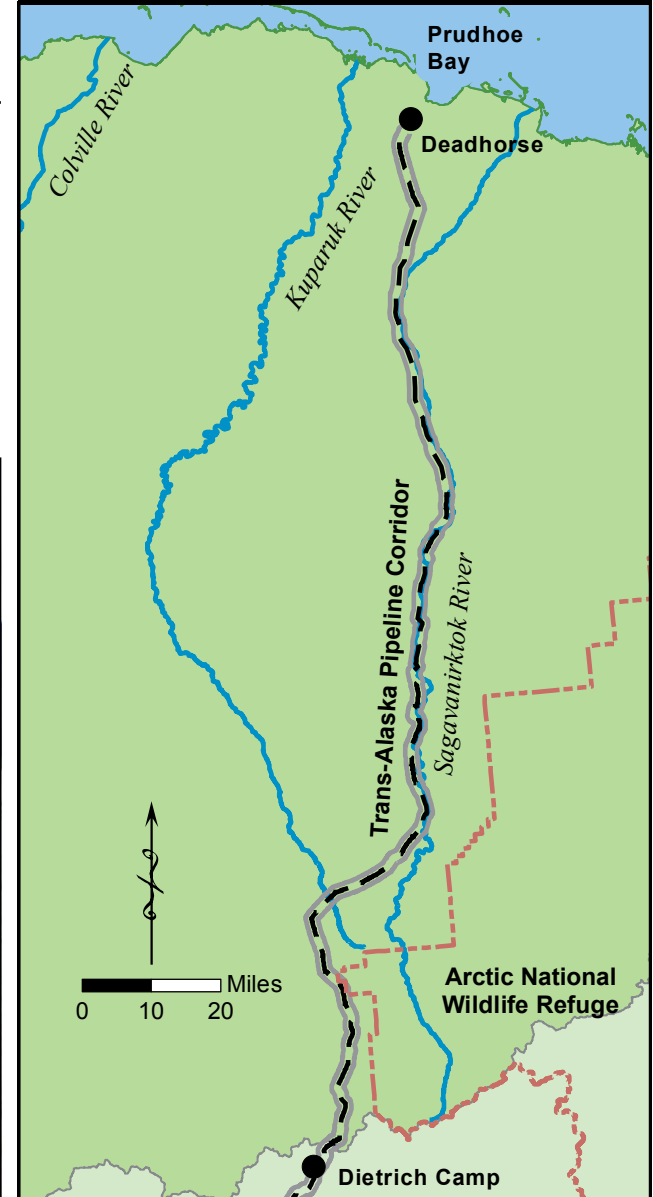 Prudhoe
Bay
Colville River
Deadhorse
Kuparuk River
Trans-Alaska Pipeline Corridor
Sagavanirktok River
Arctic National
Wildlife Refuge
Miles
0 10 20
Dietrich Camp